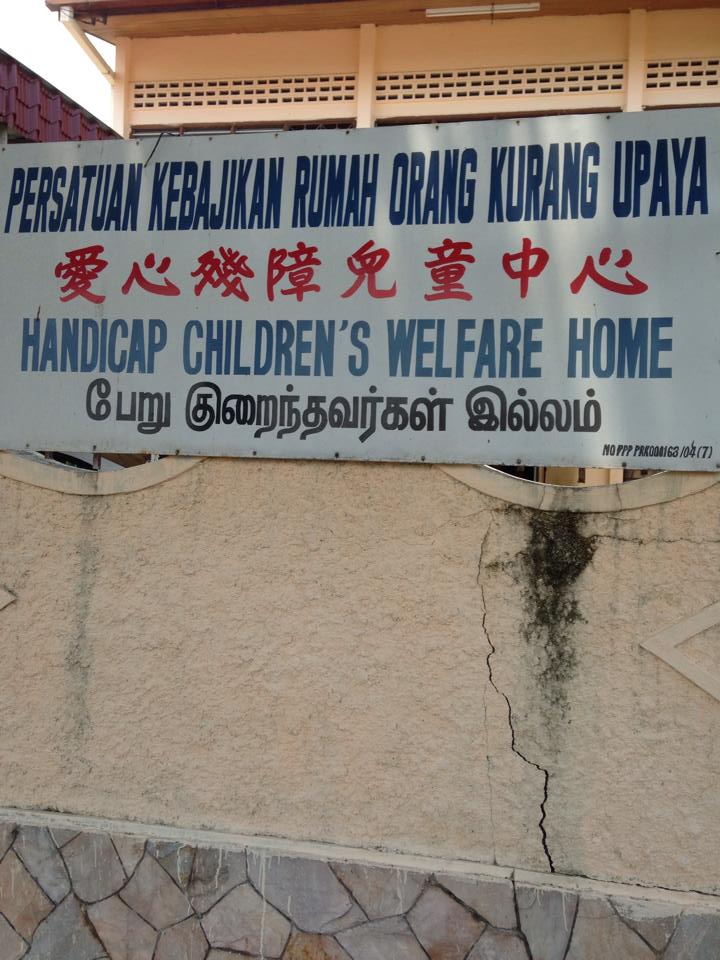 PERSATUAN KEBAJIKAN RUMAH ORANG KURANG UPAYA
愛心殘障兒童中心
HANDICAP CHILDREN'S WELFARE HOME
பேறு குறைந்தவர்கள் இல்லம்
NO PPP PRK000163/04 (7)